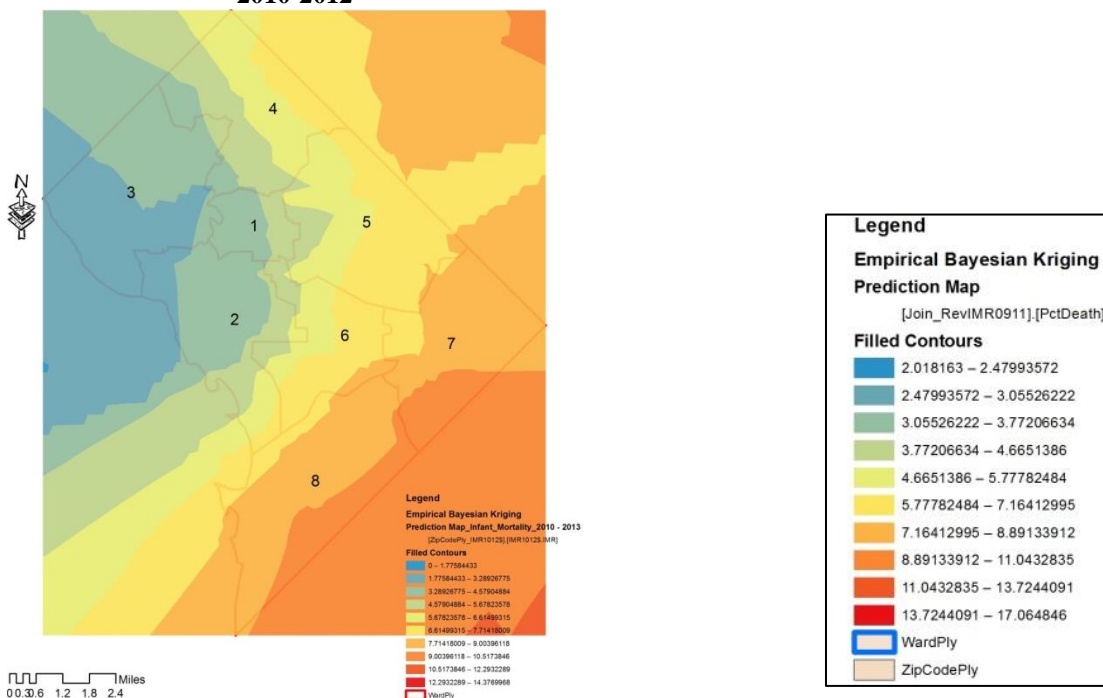 2010-2012
4
3
N
1
5
2
6
7
8
Legend
Empirical Bayesian Kriging
Prediction Map_Infant_Mortality_2010 - 2013
[ZipCodePly_IMR1012$].[IMR1012$.IMR]
Filled Contours
0 – 1.77584433
1.77584433 – 3.28926775
3.28926775 – 4.57904884
4.57904884 – 5.67823578
5.67823578 – 6.61499315
6.61499315 – 7.71418009
7.71418009 – 9.00396118
9.00396118 – 10.5173846
10.5173846 – 12.2932289
12.2932289 – 14.3769968
WardPly
Miles
0 0.30.6 1.2 1.8 2.4
Legend
Empirical Bayesian Kriging
Prediction Map
[Join_RevIMR0911].[PctDeath]
Filled Contours
2.018163 – 2.47993572
2.47993572 – 3.05526222
3.05526222 – 3.77206634
3.77206634 – 4.6651386
4.6651386 – 5.77782484
5.77782484 – 7.16412995
7.16412995 – 8.89133912
8.89133912 – 11.0432835
11.0432835 – 13.7244091
13.7244091 – 17.064846
WardPly
ZipCodePly